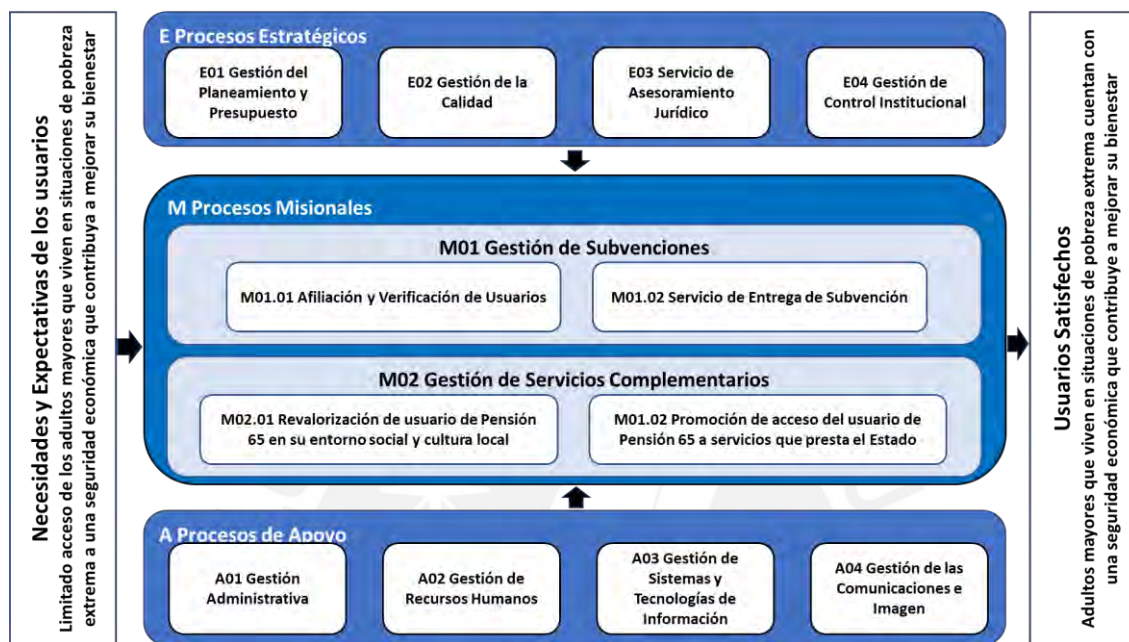 Necesidades y Expectativas de los usuarios
Limitado acceso de los adultos mayores que viven en situaciones de pobreza
extrema a una seguridad económica que contribuya a mejorar su bienestar
E Procesos Estratégicos
E01 Gestión del
Planeamiento y
Presupuesto
E02 Gestión de la
Calidad
E03 Servicio de
Asesoramiento
Jurídico
E04 Gestión de
Control Institucional
M Procesos Misionales
M01 Gestión de Subvenciones
M01.01 Afiliación y Verificación de Usuarios
M01.02 Servicio de Entrega de Subvención
M02 Gestión de Servicios Complementarios
M02.01 Revalorización de usuario de Pensión
65 en su entorno social y cultura local
M01.02 Promoción de acceso del usuario de
Pensión 65 a servicios que presta el Estado
A Procesos de Apoyo
A01 Gestión
Administrativa
A02 Gestión de
Recursos Humanos
A03 Gestión de
Sistemas y
Tecnologías de
Información
A04 Gestión de las
Comunicaciones e
Imagen
Usuarios Satisfechos
Adultos mayores que viven en situaciones de pobreza extrema cuentan con
una seguridad económica que contribuye a mejorar su bienestar